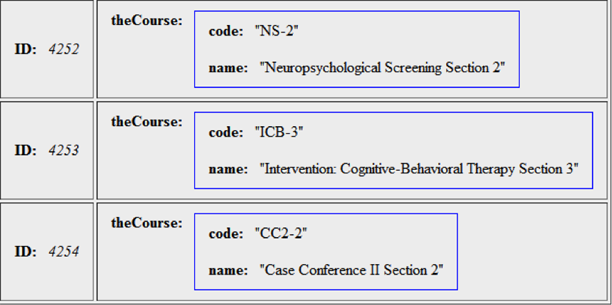 theCourse:
code: "NS-2"
ID: 4252
name: "Neuropsychological Screening Section 2"
theCourse:
code: "ICB-3"
ID: 4253
name: "Intervention: Cognitive-Behavioral Therapy Section 3"
theCourse:
code: "CC2-2"
ID: 4254
name: "Case Conference II Section 2"